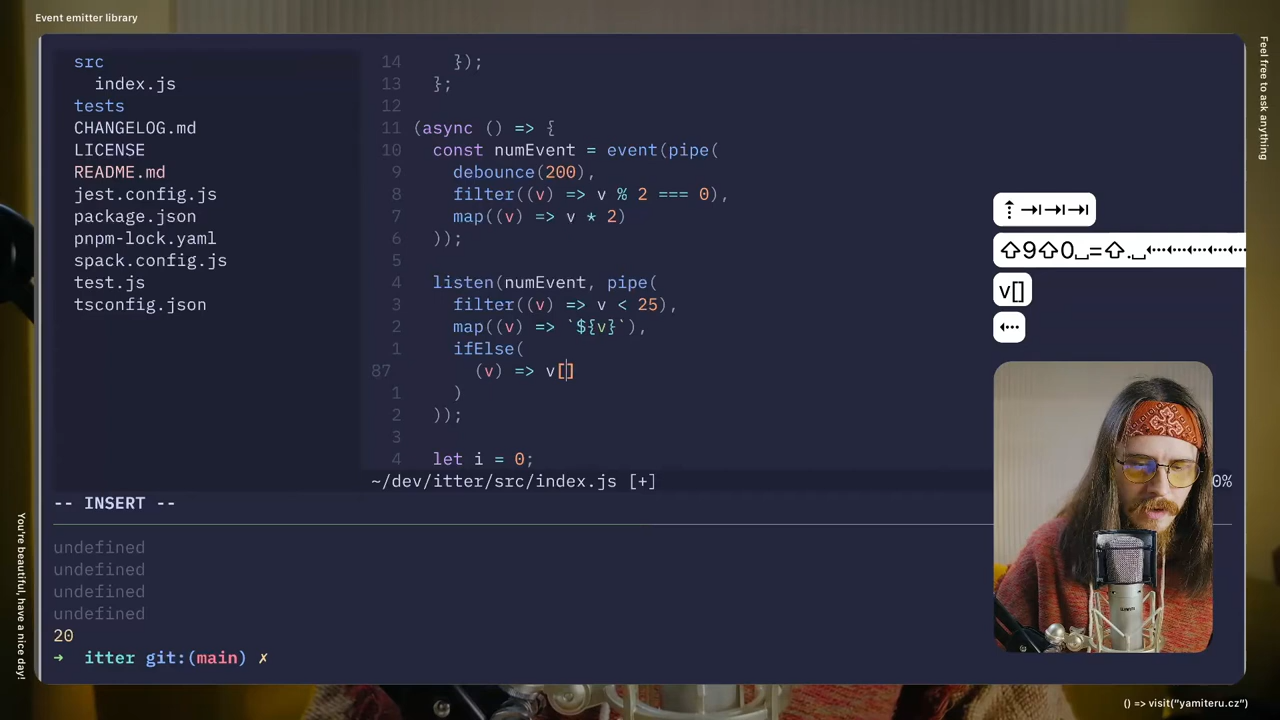 Event emitter library
Feel free to ask anything
src
index.js
tests
CHANGELOG.md
LICENSE
README.md
jest.config.js
package.json
pnpm-lock.yaml
spack.config.js
test.js
tsconfig.json
14 });
13 };
12
11 (async () => {
10 const numEvent = event(pipe(
9 debounce(200),
8 filter((v) => v % 2 === 0),
7 map((v) => v * 2)
6 ));
5
4 listen(numEvent, pipe(
3 filter((v) => v < 25),
2 map((v) => `${v}`),
1 ifElse(
87 (v) => v[]
1 )
2 ));
3
4 let i = 0;
~/dev/itter/src/index.js [+]
0%
-- INSERT --
undefined
undefined
undefined
undefined
20
➜ itter git:(main) ✗
⇡⇥⇥⇥
⇧9⇧0␣=⇧.␣⇠⇠⇠⇠⇠
v[]
⇠
You're beautiful, have a nice day!
() => visit("yamiteru.cz")